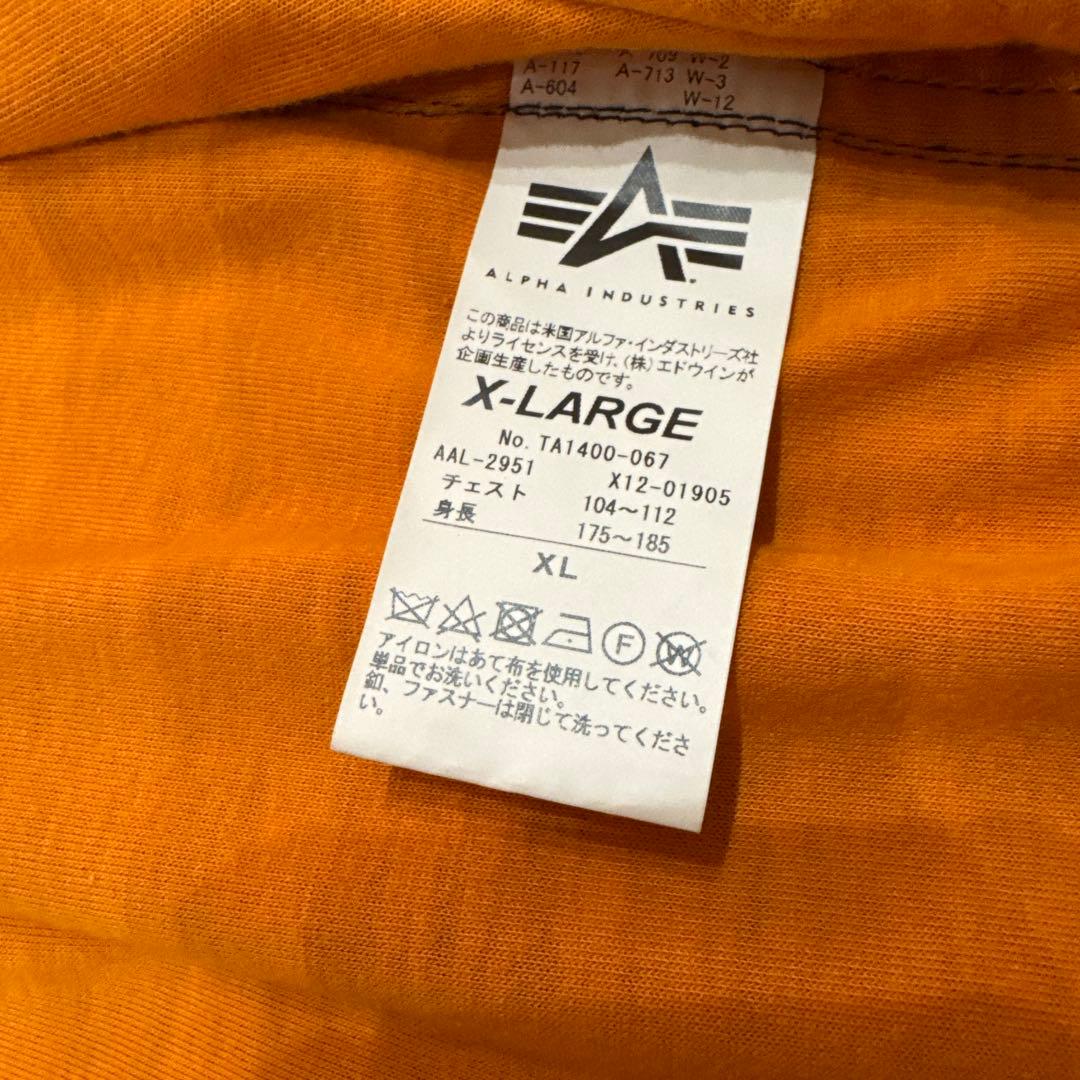 A-709 W-2
A-117 A-713 W-3
A-604 W-12
ALPHA INDUSTRIES
この商品は米国アルファ・インダストリーズ社
よりライセンスを受け、(株)エドウインが
企画生産したものです。
X-LARGE
No. TA1400-067
AAL-2951 X12-01905
チェスト 104〜112
身長 175〜185
XL
F W
アイロンはあて布を使用してください。
単品でお洗いください。
釦、ファスナーは閉じて洗ってくださ
い。